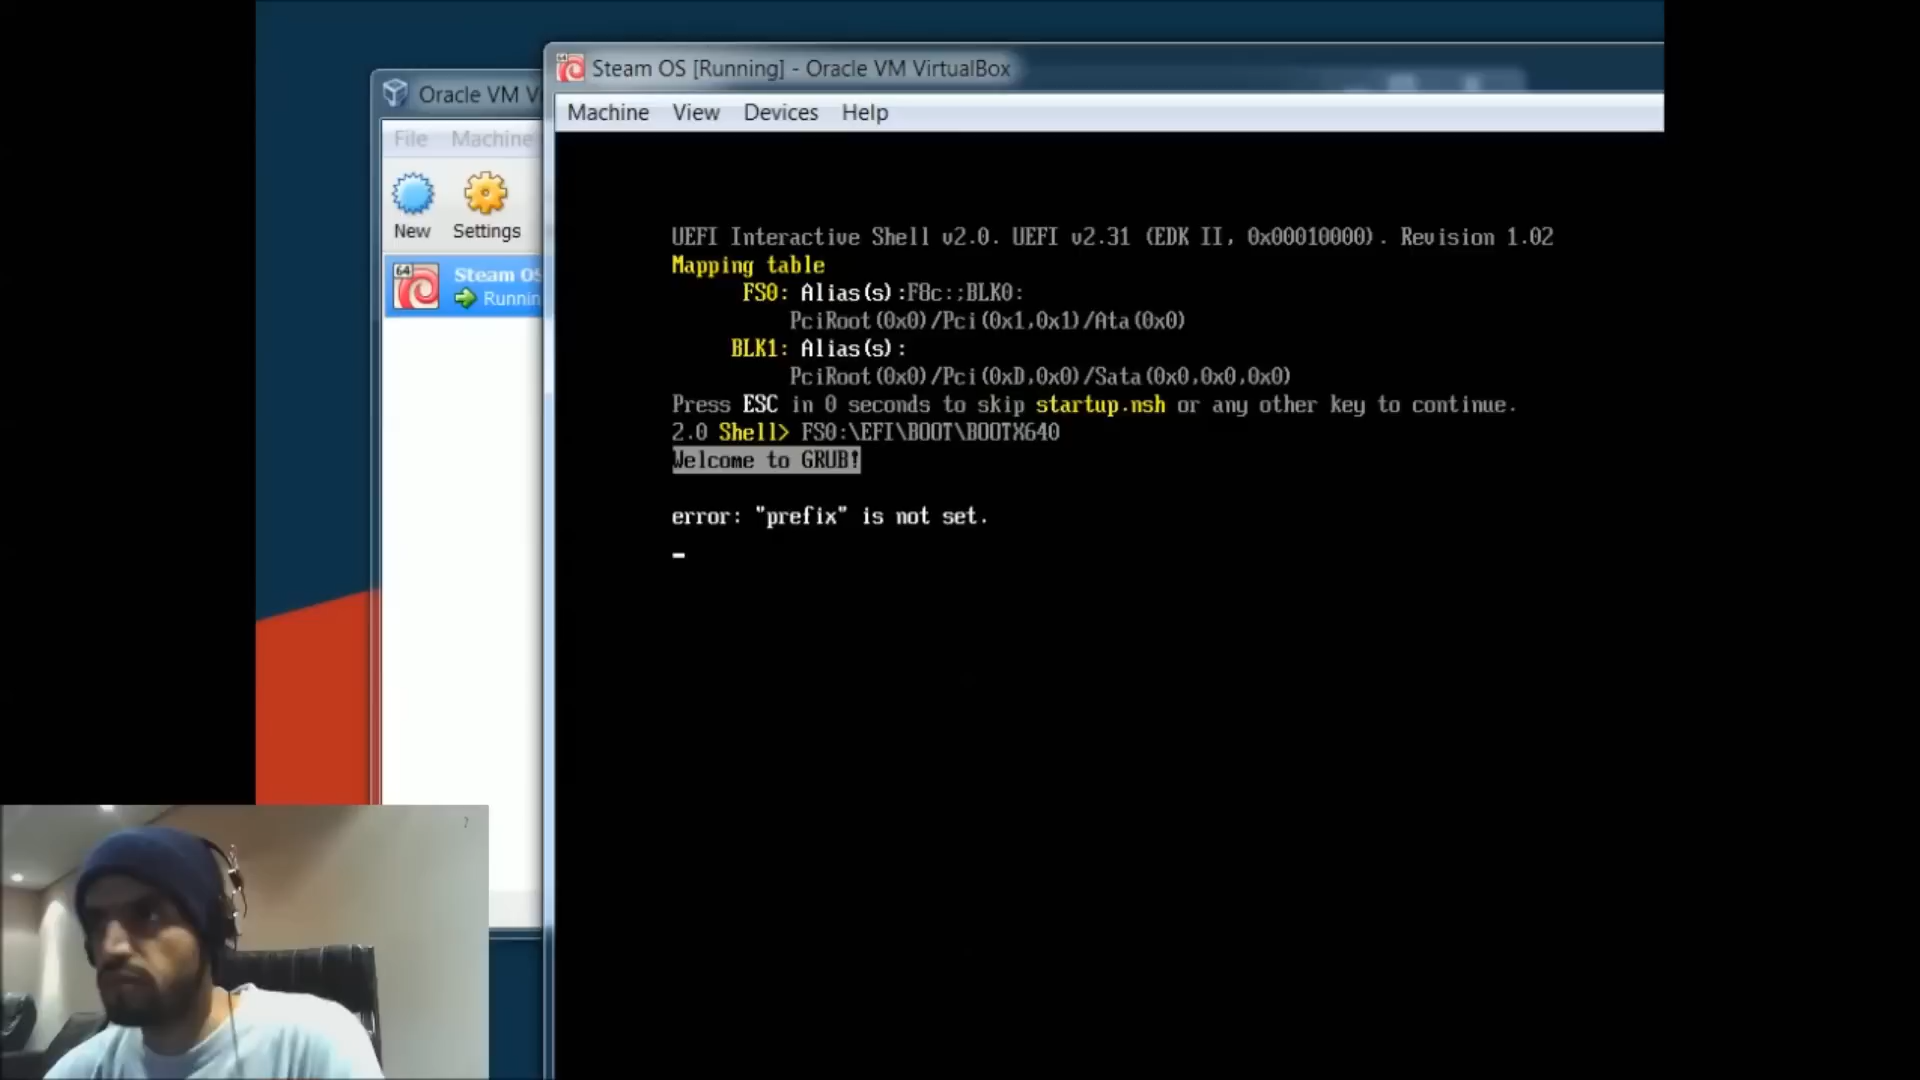 Steam OS [Running] - Oracle VM VirtualBox
Oracle VM V
Machine View Devices Help
File Machine
New Settings
64
Steam OS
Runnin
UEFI Interactive Shell v2.0. UEFI v2.31 (EDK II, 0x00010000). Revision 1.02
Mapping table
FS0: Alias(s):F8c:;BLK0:
PciRoot(0x0)/Pci(0x1,0x1)/Ata(0x0)
BLK1: Alias(s):
PciRoot(0x0)/Pci(0xD,0x0)/Sata(0x0,0x0,0x0)
Press ESC in 0 seconds to skip startup.nsh or any other key to continue.
2.0 Shell> FS0:\EFI\BOOT\BOOTX640
Welcome to GRUB!
error: "prefix" is not set.